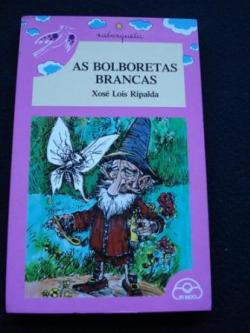 AS BOLBORETAS
BRANCAS
Xosé Lois Ripalda